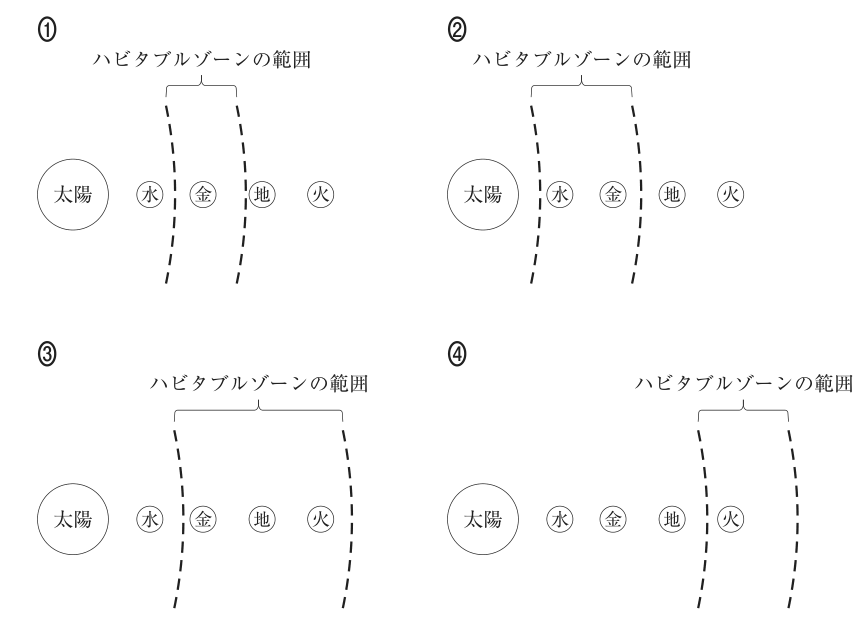 ①
ハビタブルゾーンの範囲
太陽 水 金 地 火
②
ハビタブルゾーンの範囲
太陽 水 金 地 火
③
ハビタブルゾーンの範囲
太陽 水 金 地 火
④
ハビタブルゾーンの範囲
太陽 水 金 地 火